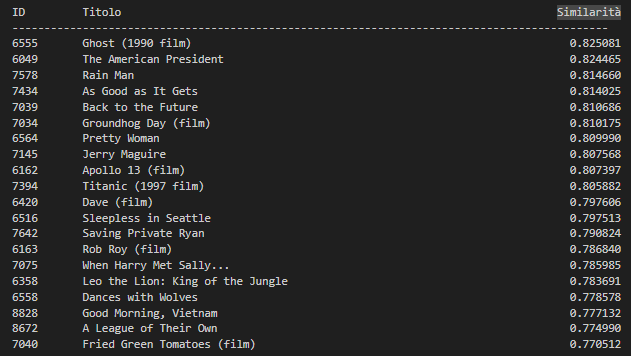 ID Titolo Similarità
--------------------------------------------------------------------------------------------
6555 Ghost (1990 film) 0.825081
6049 The American President 0.824465
7578 Rain Man 0.814660
7434 As Good as It Gets 0.814025
7039 Back to the Future 0.810686
7034 Groundhog Day (film) 0.810175
6564 Pretty Woman 0.809990
7145 Jerry Maguire 0.807568
6162 Apollo 13 (film) 0.807397
7394 Titanic (1997 film) 0.805882
6420 Dave (film) 0.797606
6516 Sleepless in Seattle 0.797513
7642 Saving Private Ryan 0.790824
6163 Rob Roy (film) 0.786840
7075 When Harry Met Sally... 0.785985
6358 Leo the Lion: King of the Jungle 0.783691
6558 Dances with Wolves 0.778578
8828 Good Morning, Vietnam 0.777132
8672 A League of Their Own 0.774990
7040 Fried Green Tomatoes (film) 0.770512